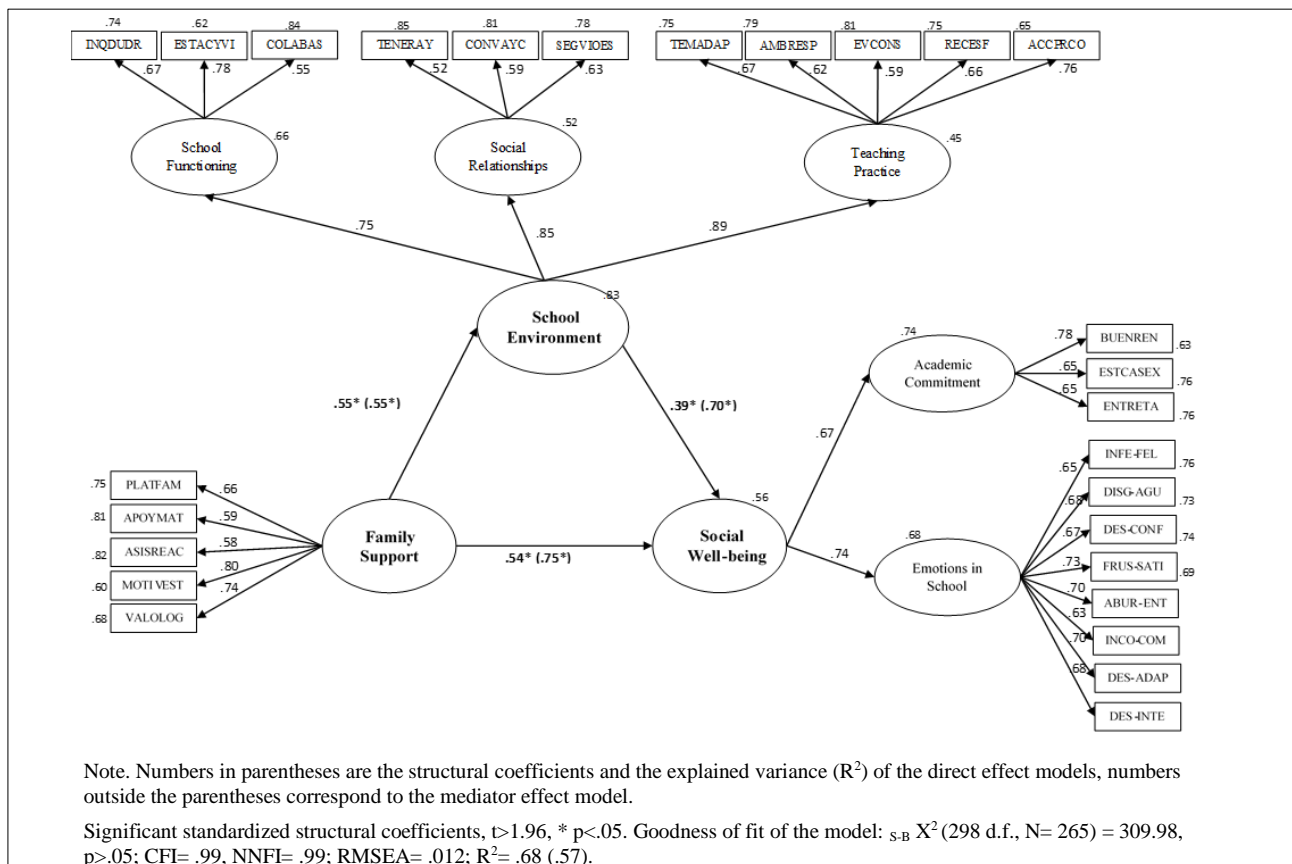 .74 .62 .84 .85 .81 .78 .75 .79 .81 .75 .65
INQDUDR ESTACYVI COLABAS TENERAY CONVAYC SEGVIOES TEMADAP AMBRESP EVCONS RECESF ACCPRCO
.67 .78 .55 .52 .59 .63 .67 .62 .59 .66 .76
.66 .52 .45
School Functioning
Social Relationships
Teaching Practice
.75 .85 .89
.83
School Environment
.55* (.55*) .39* (.70*)
.74
Academic Commitment
.78 BUENREN .63
.65 ESTCASEX .76
.65 ENTRETA .76
.67
.75 PLATFAM .66
.81 APOYMAT .59
.82 ASISREAC .58
.60 MOTIVEST .80
.68 VALOLOG .74
Family Support
.54* (.75*)
.56
Social Well-being
.74
.68
Emotions in School
.65 INFE-FEL .76
.68 DISG-AGU .73
.67 DES-CONF .74
.73 FRUS-SATI .69
.70 ABUR-ENT
.63 INCO-COM
.70 DES-ADAP
.68 DES-INTE
Note. Numbers in parentheses are the structural coefficients and the explained variance (R²) of the direct effect models, numbers
outside the parentheses correspond to the mediator effect model.
Significant standardized structural coefficients, t>1.96, * p<.05. Goodness of fit of the model: S-B X² (298 d.f., N= 265) = 309.98,
p>.05; CFI= .99, NNFI= .99; RMSEA= .012; R²= .68 (.57).